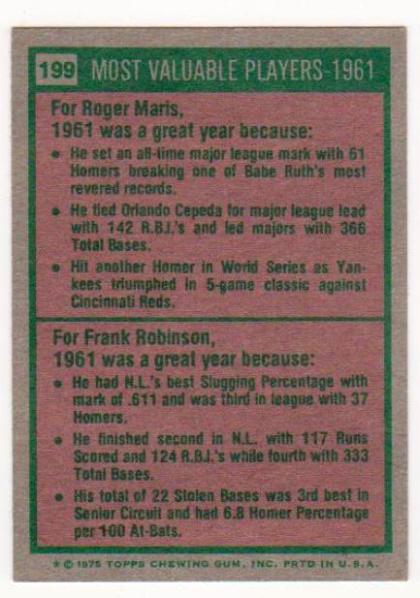 199 MOST VALUABLE PLAYERS-1961
For Roger Maris,
1961 was a great year because:
• He set an all-time major league mark with 61
Homers breaking one of Babe Ruth's most
revered records.
• He tied Orlando Cepeda for major league lead
with 142 R.B.I.'s and led majors with 366
Total Bases.
• Hit another Homer in World Series as Yan-
kees triumphed in 5-game classic against
Cincinnati Reds.
For Frank Robinson,
1961 was a great year because:
• He had N.L.'s best Slugging Percentage with
mark of .611 and was third in league with 37
Homers.
• He finished second in N.L. with 117 Runs
Scored and 124 R.B.I.'s while fourth with 333
Total Bases.
• His total of 22 Stolen Bases was 3rd best in
Senior Circuit and had 6.8 Homer Percentage
per 100 At-Bats.
* © 1975 TOPPS CHEWING GUM, INC. PRTD IN U.S.A.